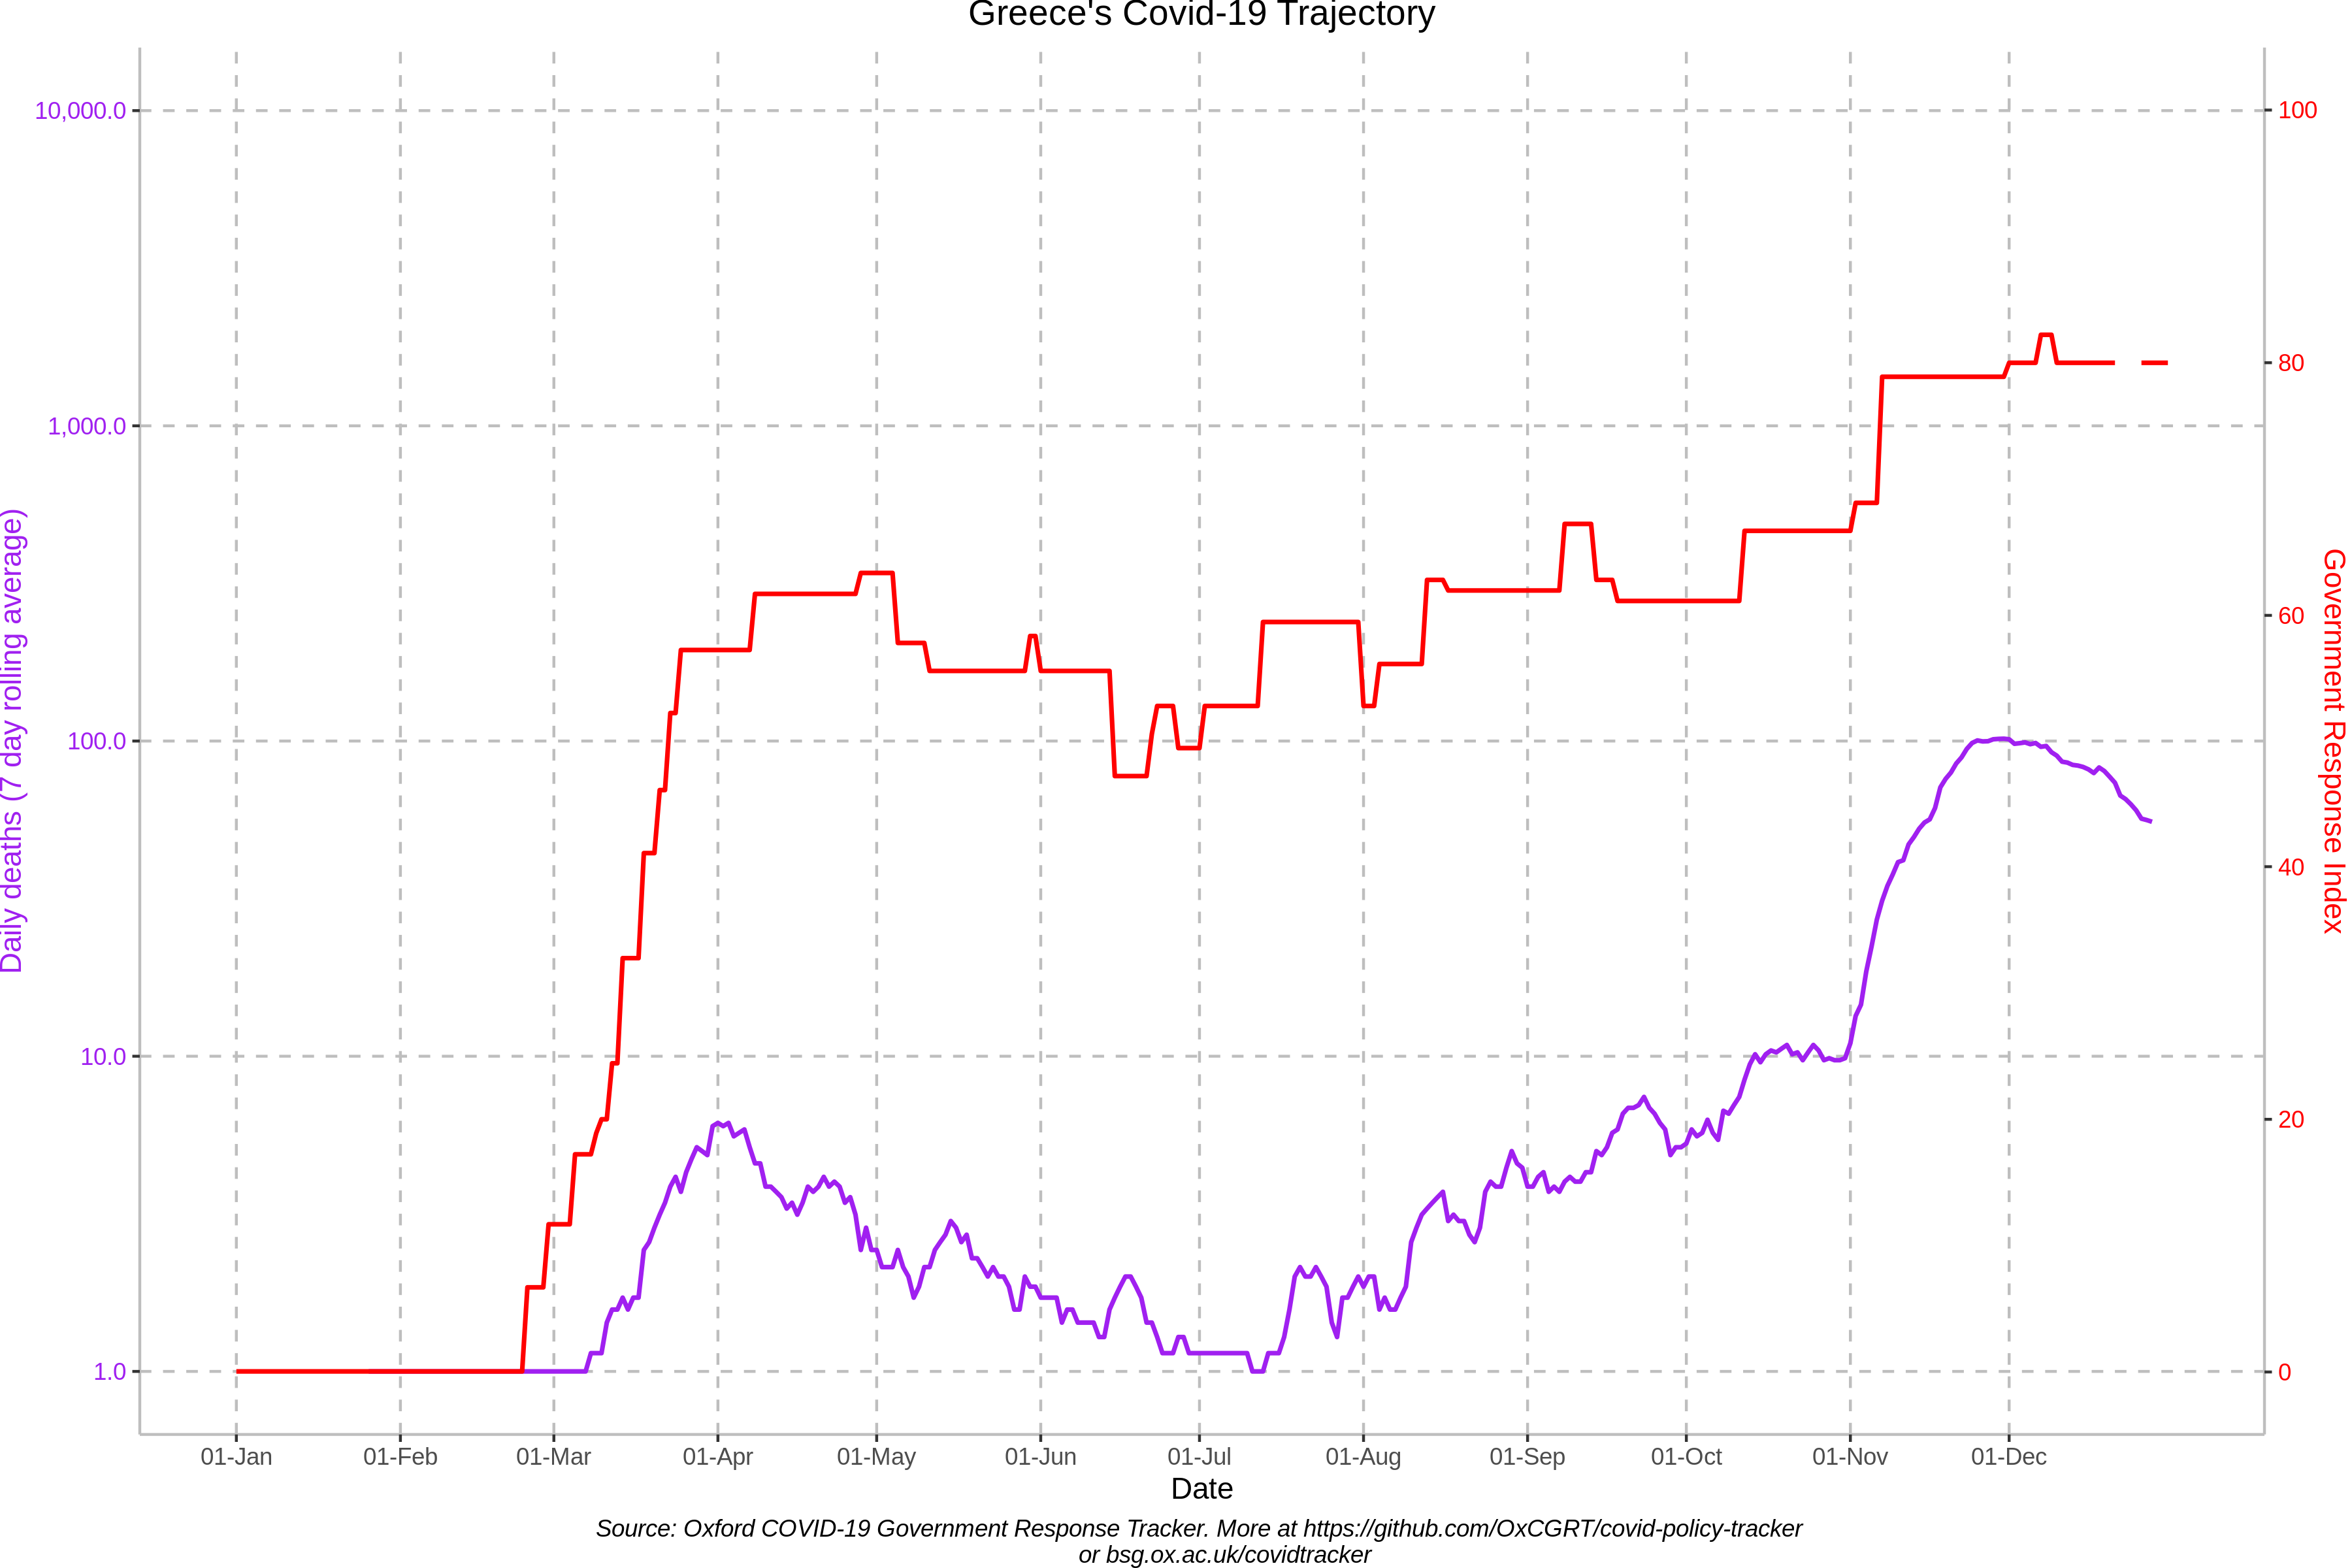 Greece's Covid-19 Trajectory
10,000.0
1,000.0
100.0
10.0
1.0
Daily deaths (7 day rolling average)
100
80
60
40
20
0
Government Response Index
01-Jan
01-Feb
01-Mar
01-Apr
01-May
01-Jun
01-Jul
01-Aug
01-Sep
01-Oct
01-Nov
01-Dec
Date
Source: Oxford COVID-19 Government Response Tracker. More at https://github.com/OxCGRT/covid-policy-tracker
or bsg.ox.ac.uk/covidtracker